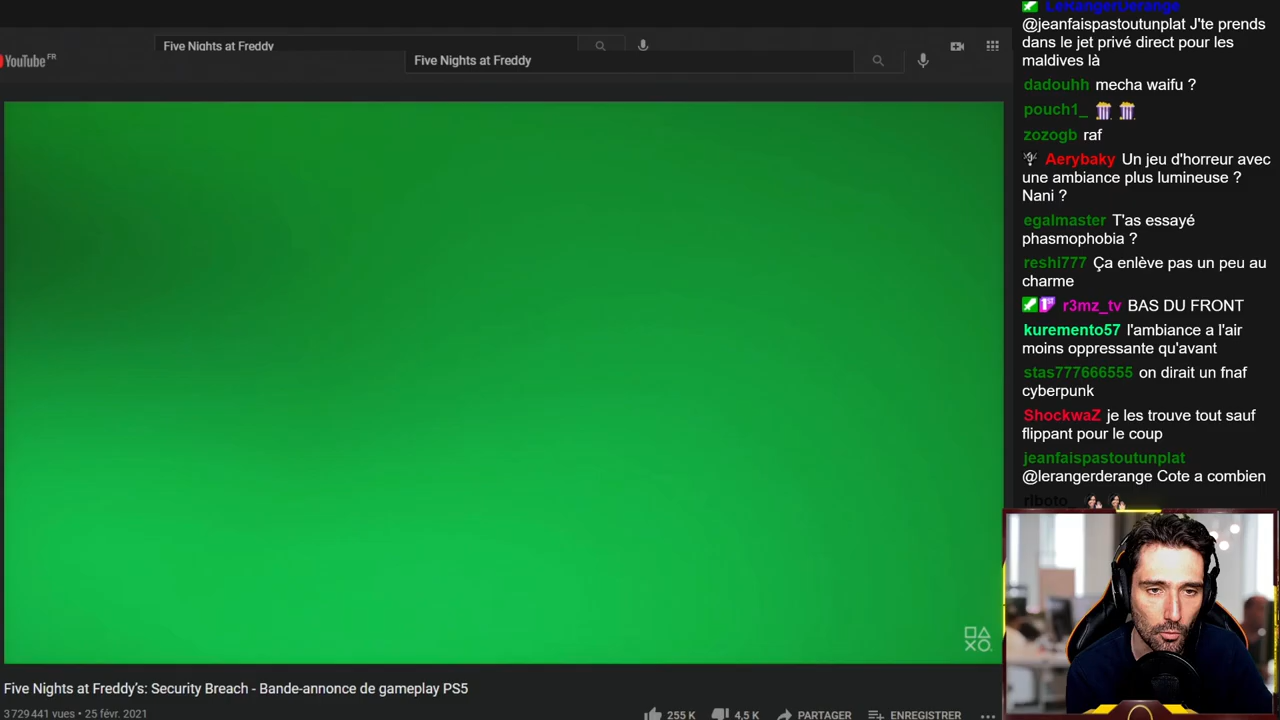 Five Nights at Freddy
YouTube FR
Five Nights at Freddy
Five Nights at Freddy's: Security Breach - Bande-annonce de gameplay PS5
3 729 441 vues • 25 févr. 2021
255 K
4,5 K
PARTAGER
ENREGISTRER
LeRangerDerange
@jeanfaispastoutunplat J'te prends
dans le jet privé direct pour les
maldives là
dadouhh mecha waifu ?
pouch1_
zozogb raf
Aerybaky Un jeu d'horreur avec
une ambiance plus lumineuse ?
Nani ?
egalmaster T'as essayé
phasmophobia ?
reshi777 Ça enlève pas un peu au
charme
r3mz_tv BAS DU FRONT
kuremento57 l'ambiance a l'air
moins oppressante qu'avant
stas777666555 on dirait un fnaf
cyberpunk
ShockwaZ je les trouve tout sauf
flippant pour le coup
jeanfaispastoutunplat
@lerangerderange Cote a combien